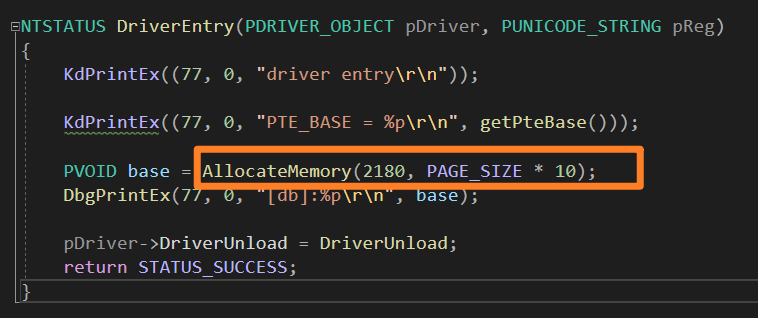 NTSTATUS DriverEntry(PDRIVER_OBJECT pDriver, PUNICODE_STRING pReg)
{
KdPrintEx((77, 0, "driver entry\r\n"));
KdPrintEx((77, 0, "PTE_BASE = %p\r\n", getPteBase()));
PVOID base = AllocateMemory(2180, PAGE_SIZE * 10);
DbgPrintEx(77, 0, "[db]:%p\r\n", base);
pDriver->DriverUnload = DriverUnload;
return STATUS_SUCCESS;
}